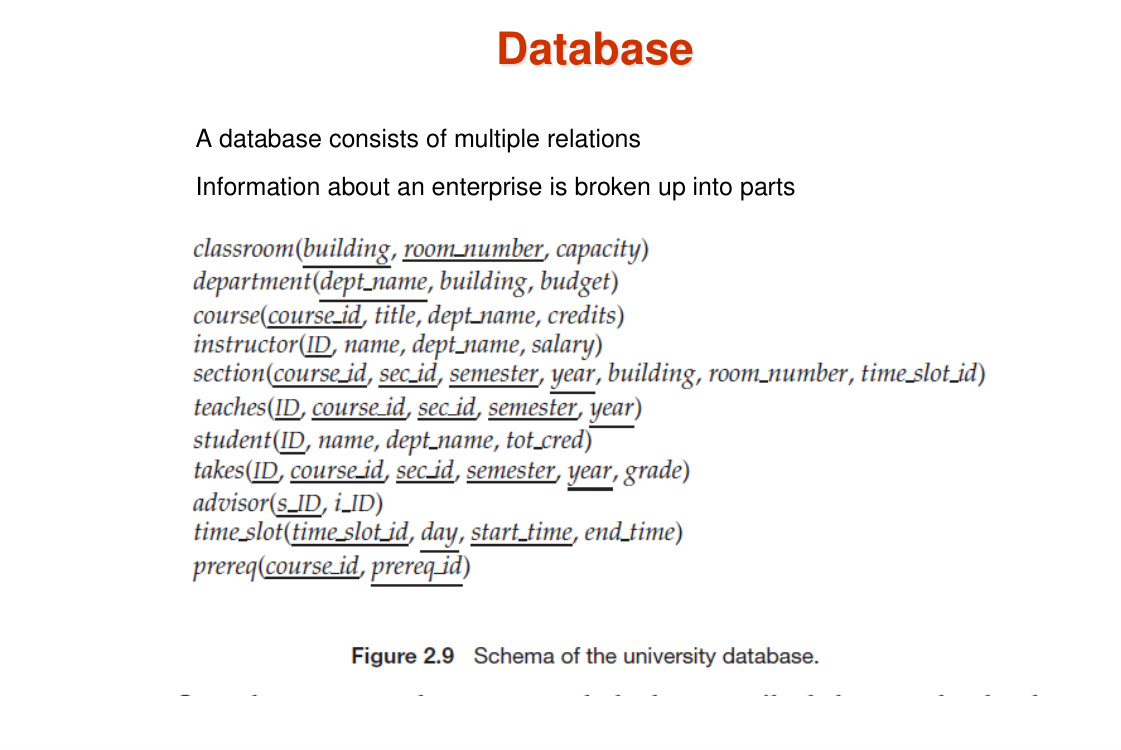 Database
A database consists of multiple relations
Information about an enterprise is broken up into parts
classroom(building, room_number, capacity)
department(dept_name, building, budget)
course(course_id, title, dept_name, credits)
instructor(ID, name, dept_name, salary)
section(course_id, sec_id, semester, year, building, room_number, time_slot_id)
teaches(ID, course_id, sec_id, semester, year)
student(ID, name, dept_name, tot_cred)
takes(ID, course_id, sec_id, semester, year, grade)
advisor(s_ID, i_ID)
time_slot(time_slot_id, day, start_time, end_time)
prereq(course_id, prereq_id)
Figure 2.9 Schema of the university database.